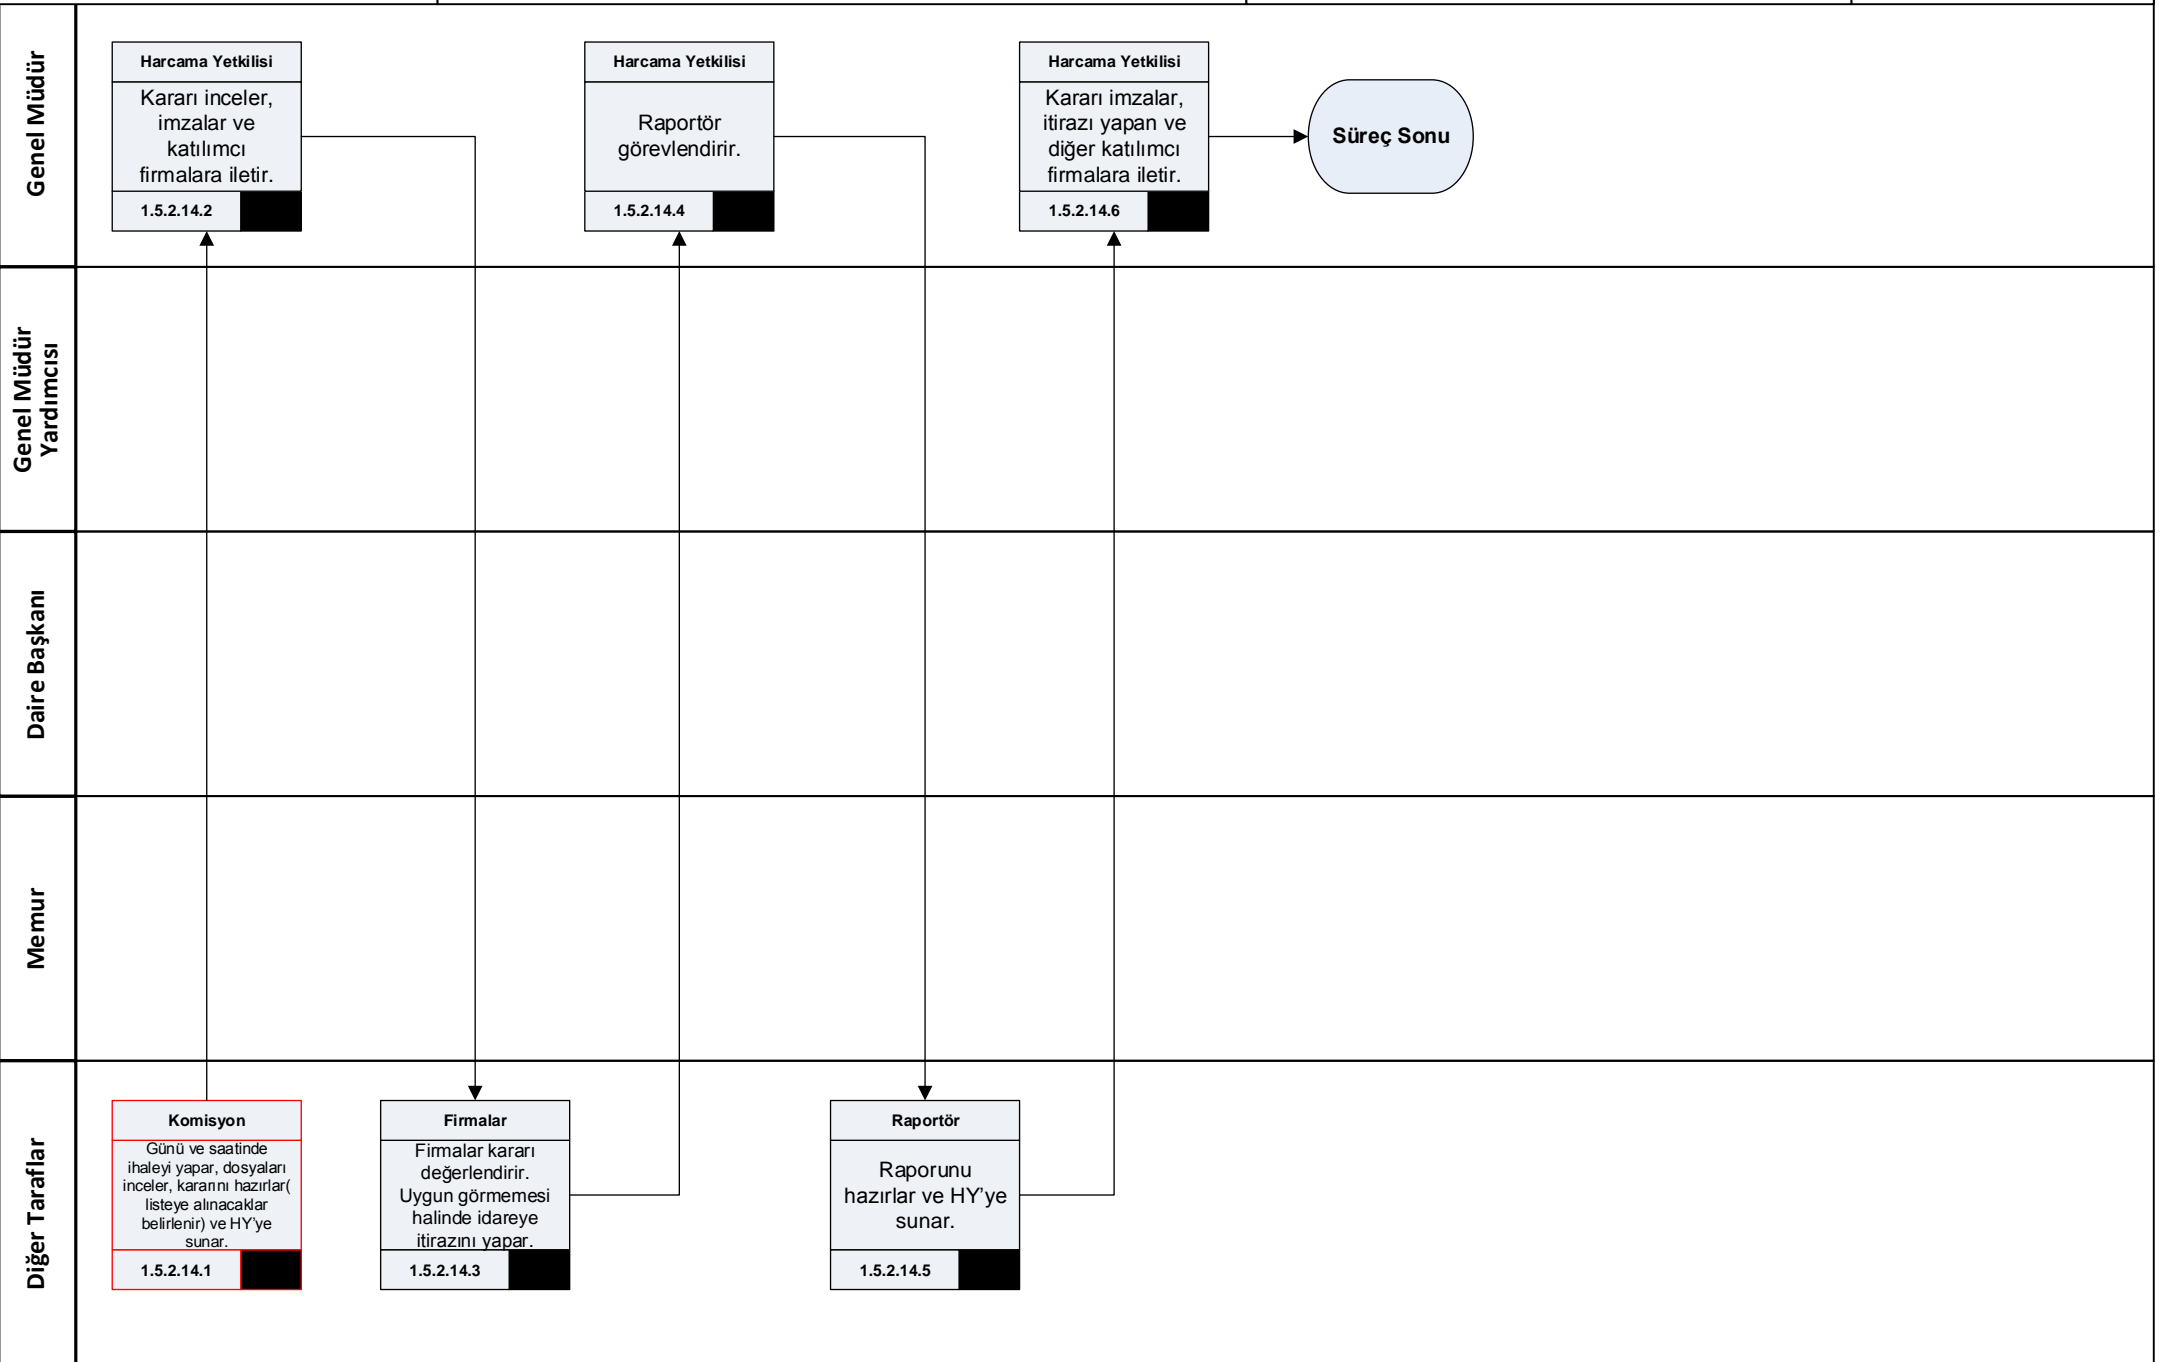 Genel Müdür
Harcama Yetkilisi
Kararı inceler,
imzalar ve
katılımcı
firmalara iletir.
1.5.2.14.2
Harcama Yetkilisi
Raportör
görevlendirir.
1.5.2.14.4
Harcama Yetkilisi
Kararı imzalar,
itirazı yapan ve
diğer katılımcı
firmalara iletir.
1.5.2.14.6
Süreç Sonu
Genel Müdür
Yardımcısı
Daire Başkanı
Memur
Diğer Taraflar
Komisyon
Günü ve saatinde
ihaleyi yapar, dosyaları
inceler, kararını hazırlar(
listeye alınacaklar
belirlenir) ve HY’ye
sunar.
1.5.2.14.1
Firmalar
Firmalar kararı
değerlendirir.
Uygun görmemesi
halinde idareye
itirazını yapar.
1.5.2.14.3
Raportör
Raporunu
hazırlar ve HY’ye
sunar.
1.5.2.14.5